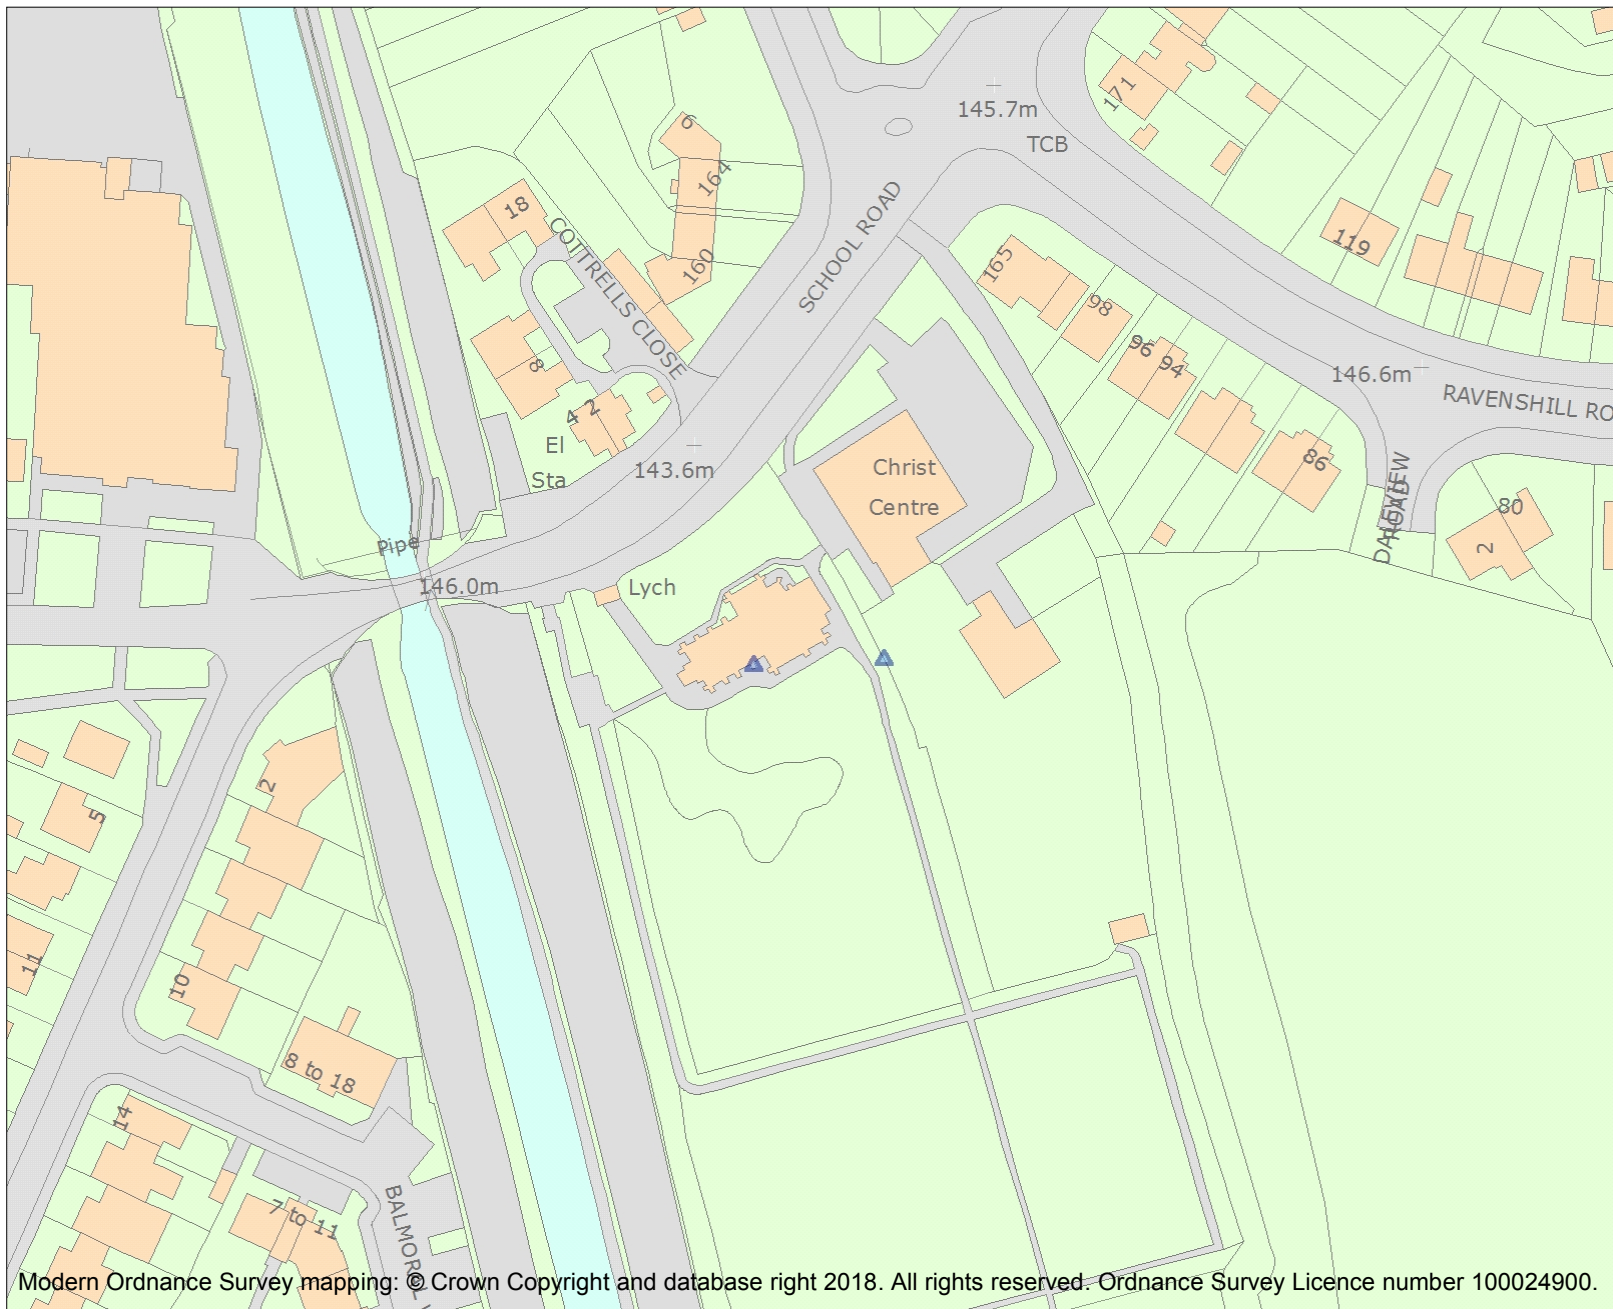 145.7m
TCB
171
6
164
18
COTTRELLS CLOSE
160
SCHOOL ROAD
165
119
98
96
94
146.6m
RAVENSHILL RO
8
4
2
El
Sta
143.6m
Christ
Centre
86
DALEVIEW
ROAD
80
2
Pipe
146.0m
Lych
2
5
11
10
8 to 18
14
7 to 11
BALMORAL
Modern Ordnance Survey mapping: © Crown Copyright and database right 2018. All rights reserved. Ordnance Survey Licence number 100024900.